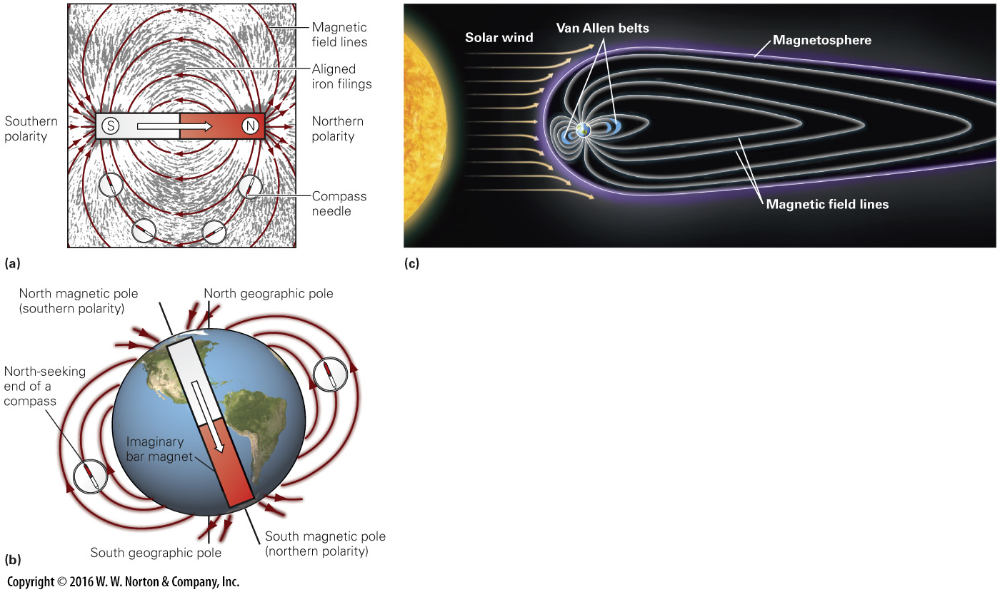 Magnetic
field lines
Aligned
iron filings
Southern
polarity
S
N
Northern
polarity
Compass
needle
(a)
Solar wind
Van Allen belts
Magnetosphere
Magnetic field lines
(c)
North magnetic pole
(southern polarity)
North geographic pole
North-seeking
end of a
compass
Imaginary
bar magnet
South magnetic pole
(northern polarity)
South geographic pole
(b)
Copyright © 2016 W. W. Norton & Company, Inc.